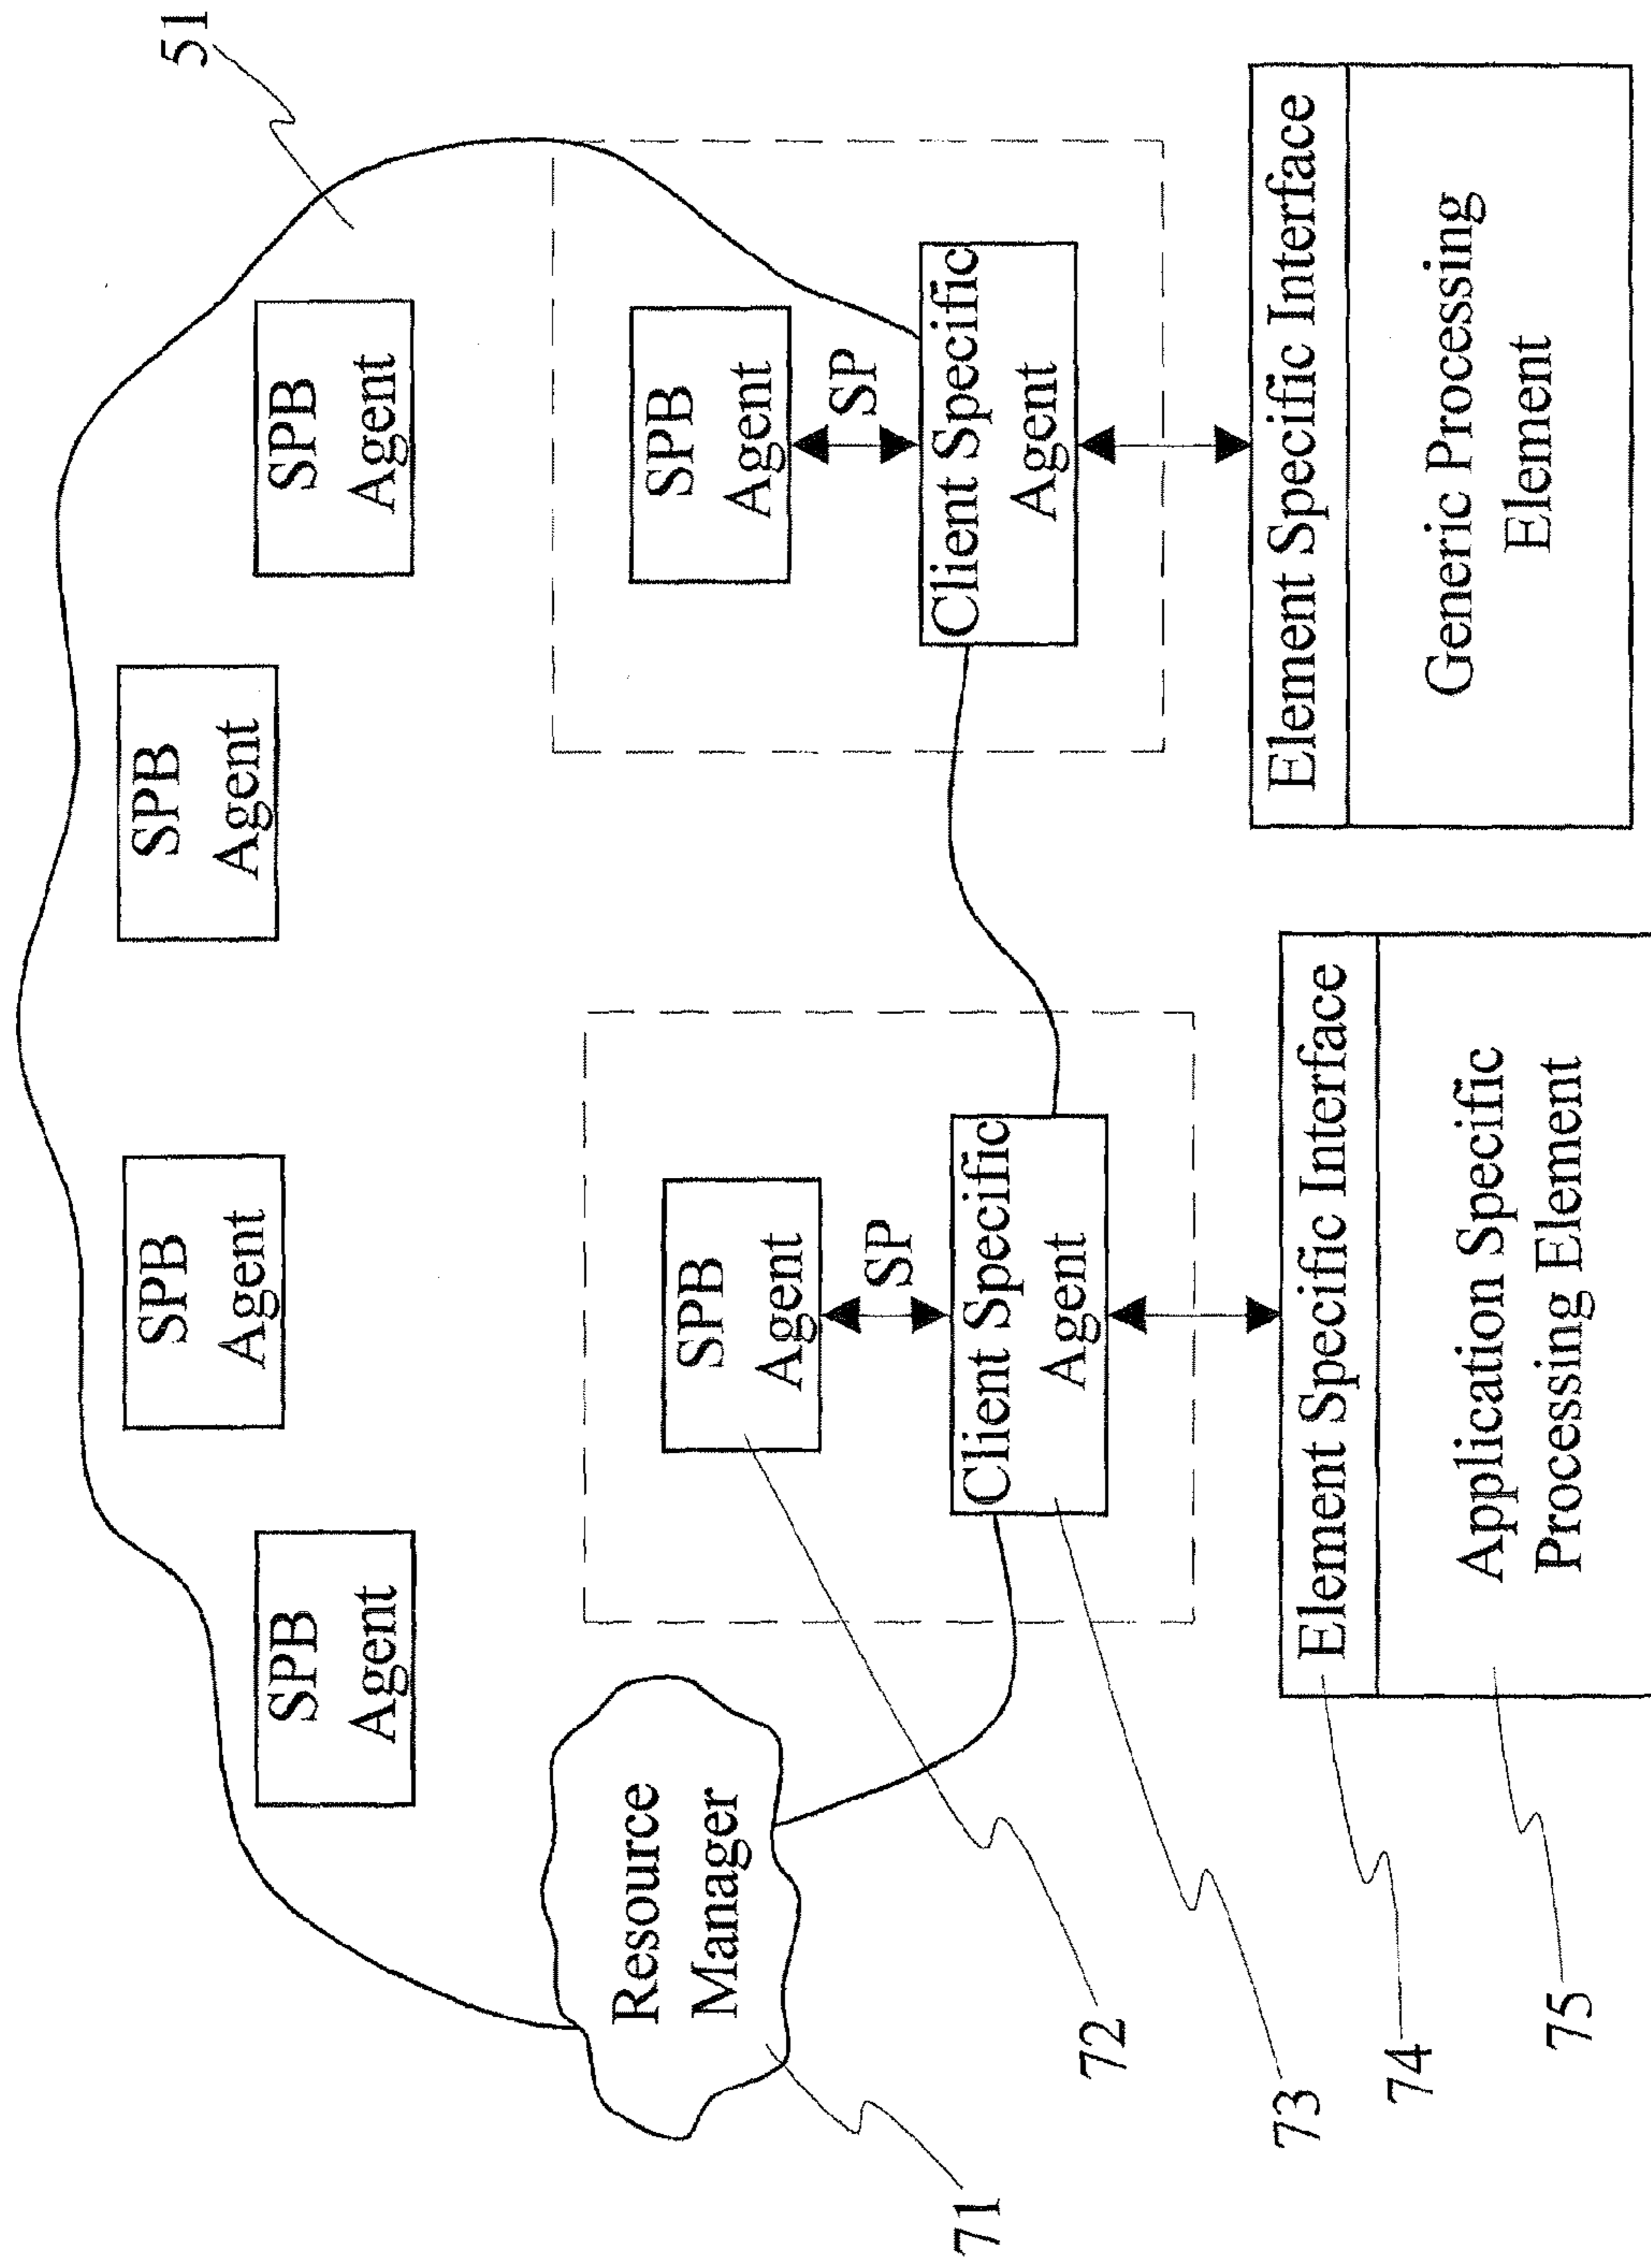 51
SPB
Agent
SPB
Agent
SPB
Agent
SPB
Agent
Resource
Manager
71
SPB
Agent
SP
Client Specific
Agent
72
73
Element Specific Interface
Application Specific
Processing Element
74
75
SPB
Agent
SP
Client Specific
Agent
Element Specific Interface
Generic Processing
Element